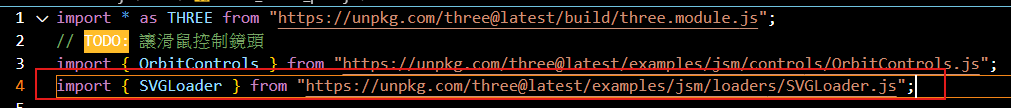 1 import * as THREE from "https://unpkg.com/three@latest/build/three.module.js";
2 // TODO: 讓滑鼠控制鏡頭
3 import { OrbitControls } from "https://unpkg.com/three@latest/examples/jsm/controls/OrbitControls.js";
4 import { SVGLoader } from "https://unpkg.com/three@latest/examples/jsm/loaders/SVGLoader.js";